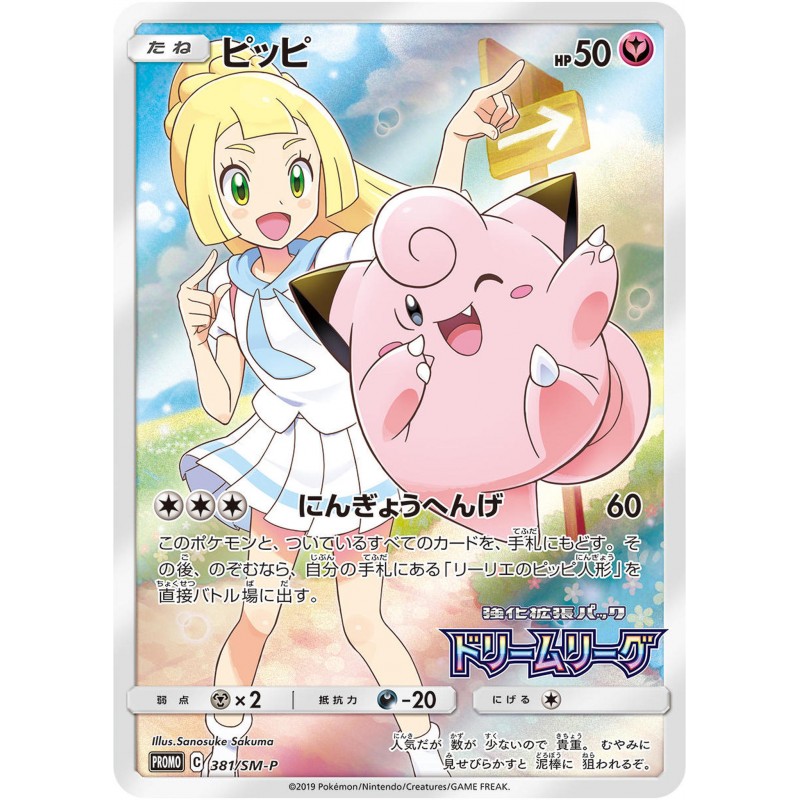 たね ピッピ HP50
にんぎょうへんげ 60
このポケモンと、ついているすべてのカードを、手札にもどす。そ
の後、のぞむなら、自分の手札にある「リーリエのピッピ人形」を
直接バトル場に出す。
強化拡張パック
ドリームリーグ
弱点 ×2 抵抗力 -20 にげる
Illus.Sanosuke Sakuma
人気だが 数が 少ないので 貴重。 むやみに
見せびらかすと 泥棒に 狙われるぞ。
PROMO C 381/SM-P
©2019 Pokémon/Nintendo/Creatures/GAME FREAK.